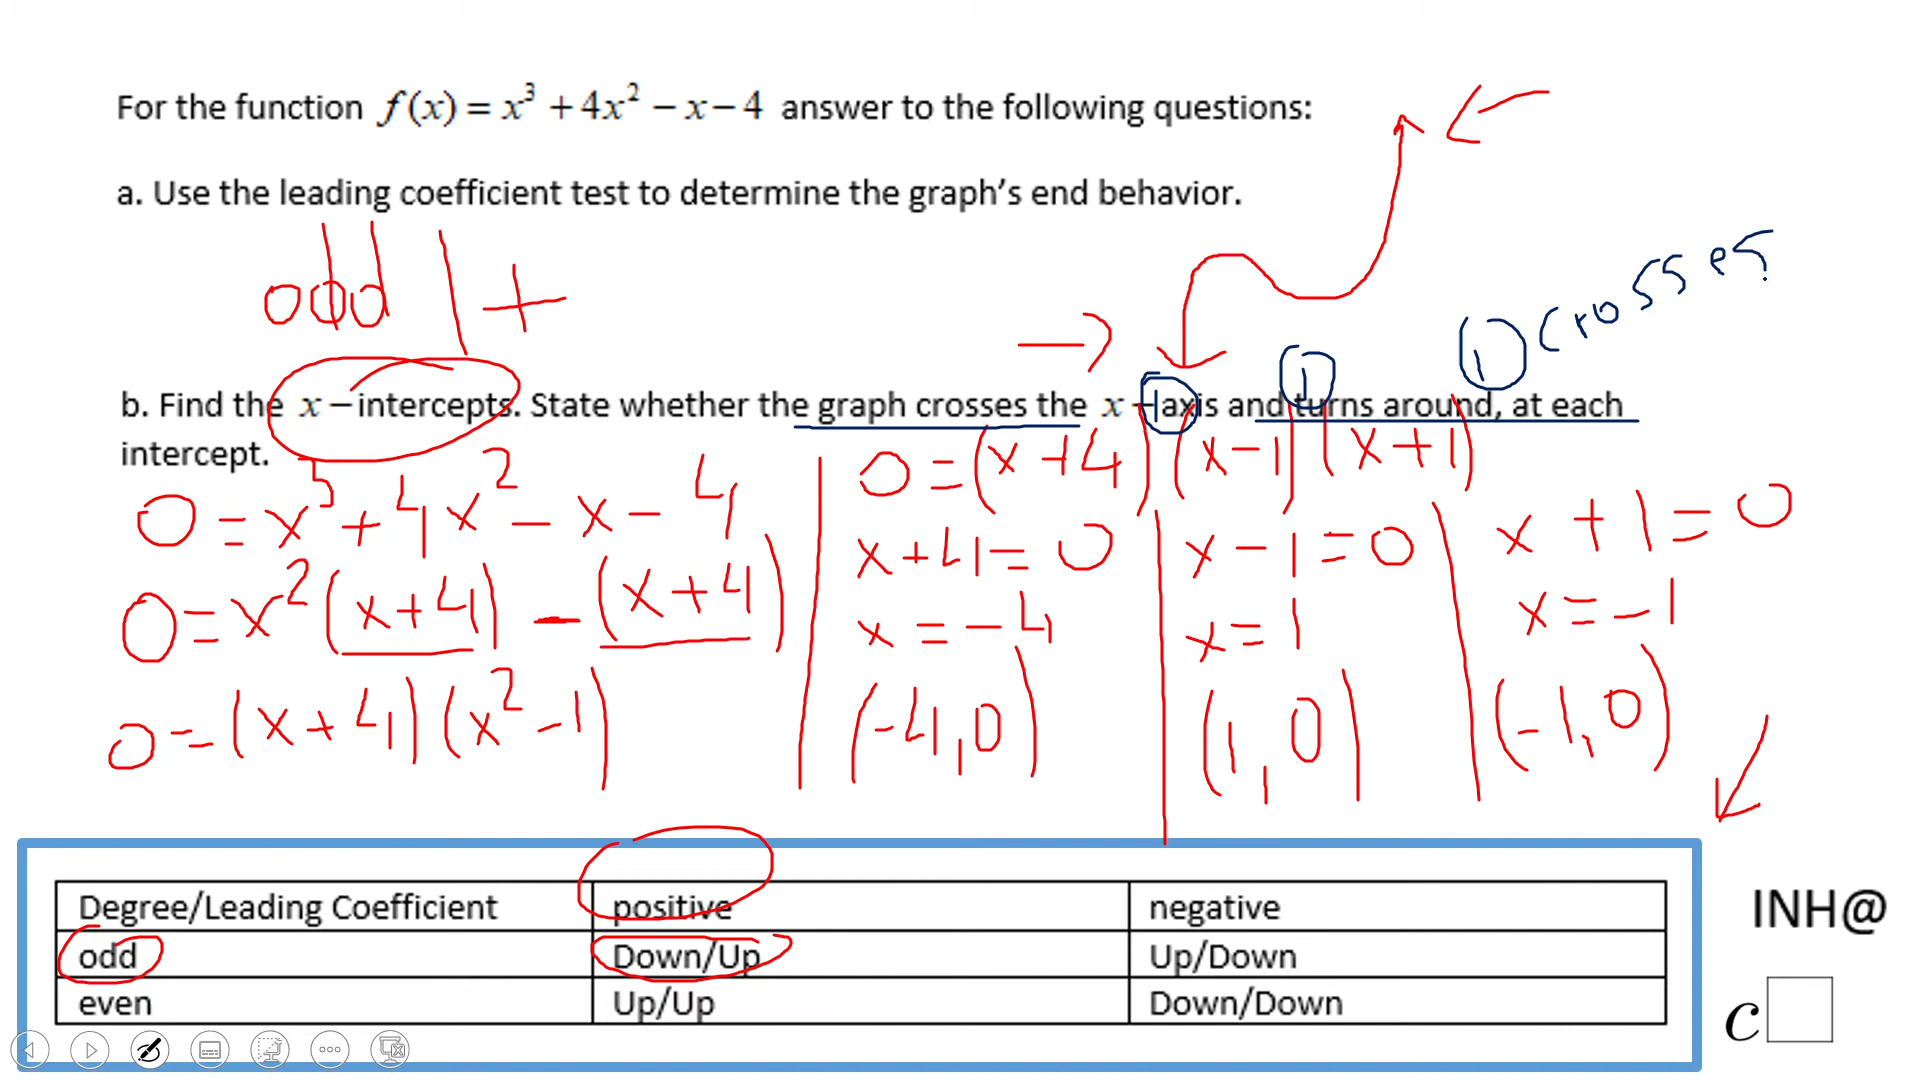 For the function f(x) = x³ + 4x² − x − 4 answer to the following questions:
a. Use the leading coefficient test to determine the graph's end behavior.
odd | +
crosses
1
1
b. Find the x − intercepts. State whether the graph crosses the x − axis and turns around, at each
1
intercept.
0 = x³ + 4x² − x − 4
0 = x²(x+4) − (x+4)
0 = (x+4)(x² − 1)
0 = (x+4)(x−1)(x+1)
x+4 = 0
x = −4
(−4,0)
x − 1 = 0
x = 1
(1,0)
x + 1 = 0
x = −1
(−1,0)
Degree/Leading Coefficient positive negative
odd Down/Up Up/Down
even Up/Up Down/Down
INH@
c